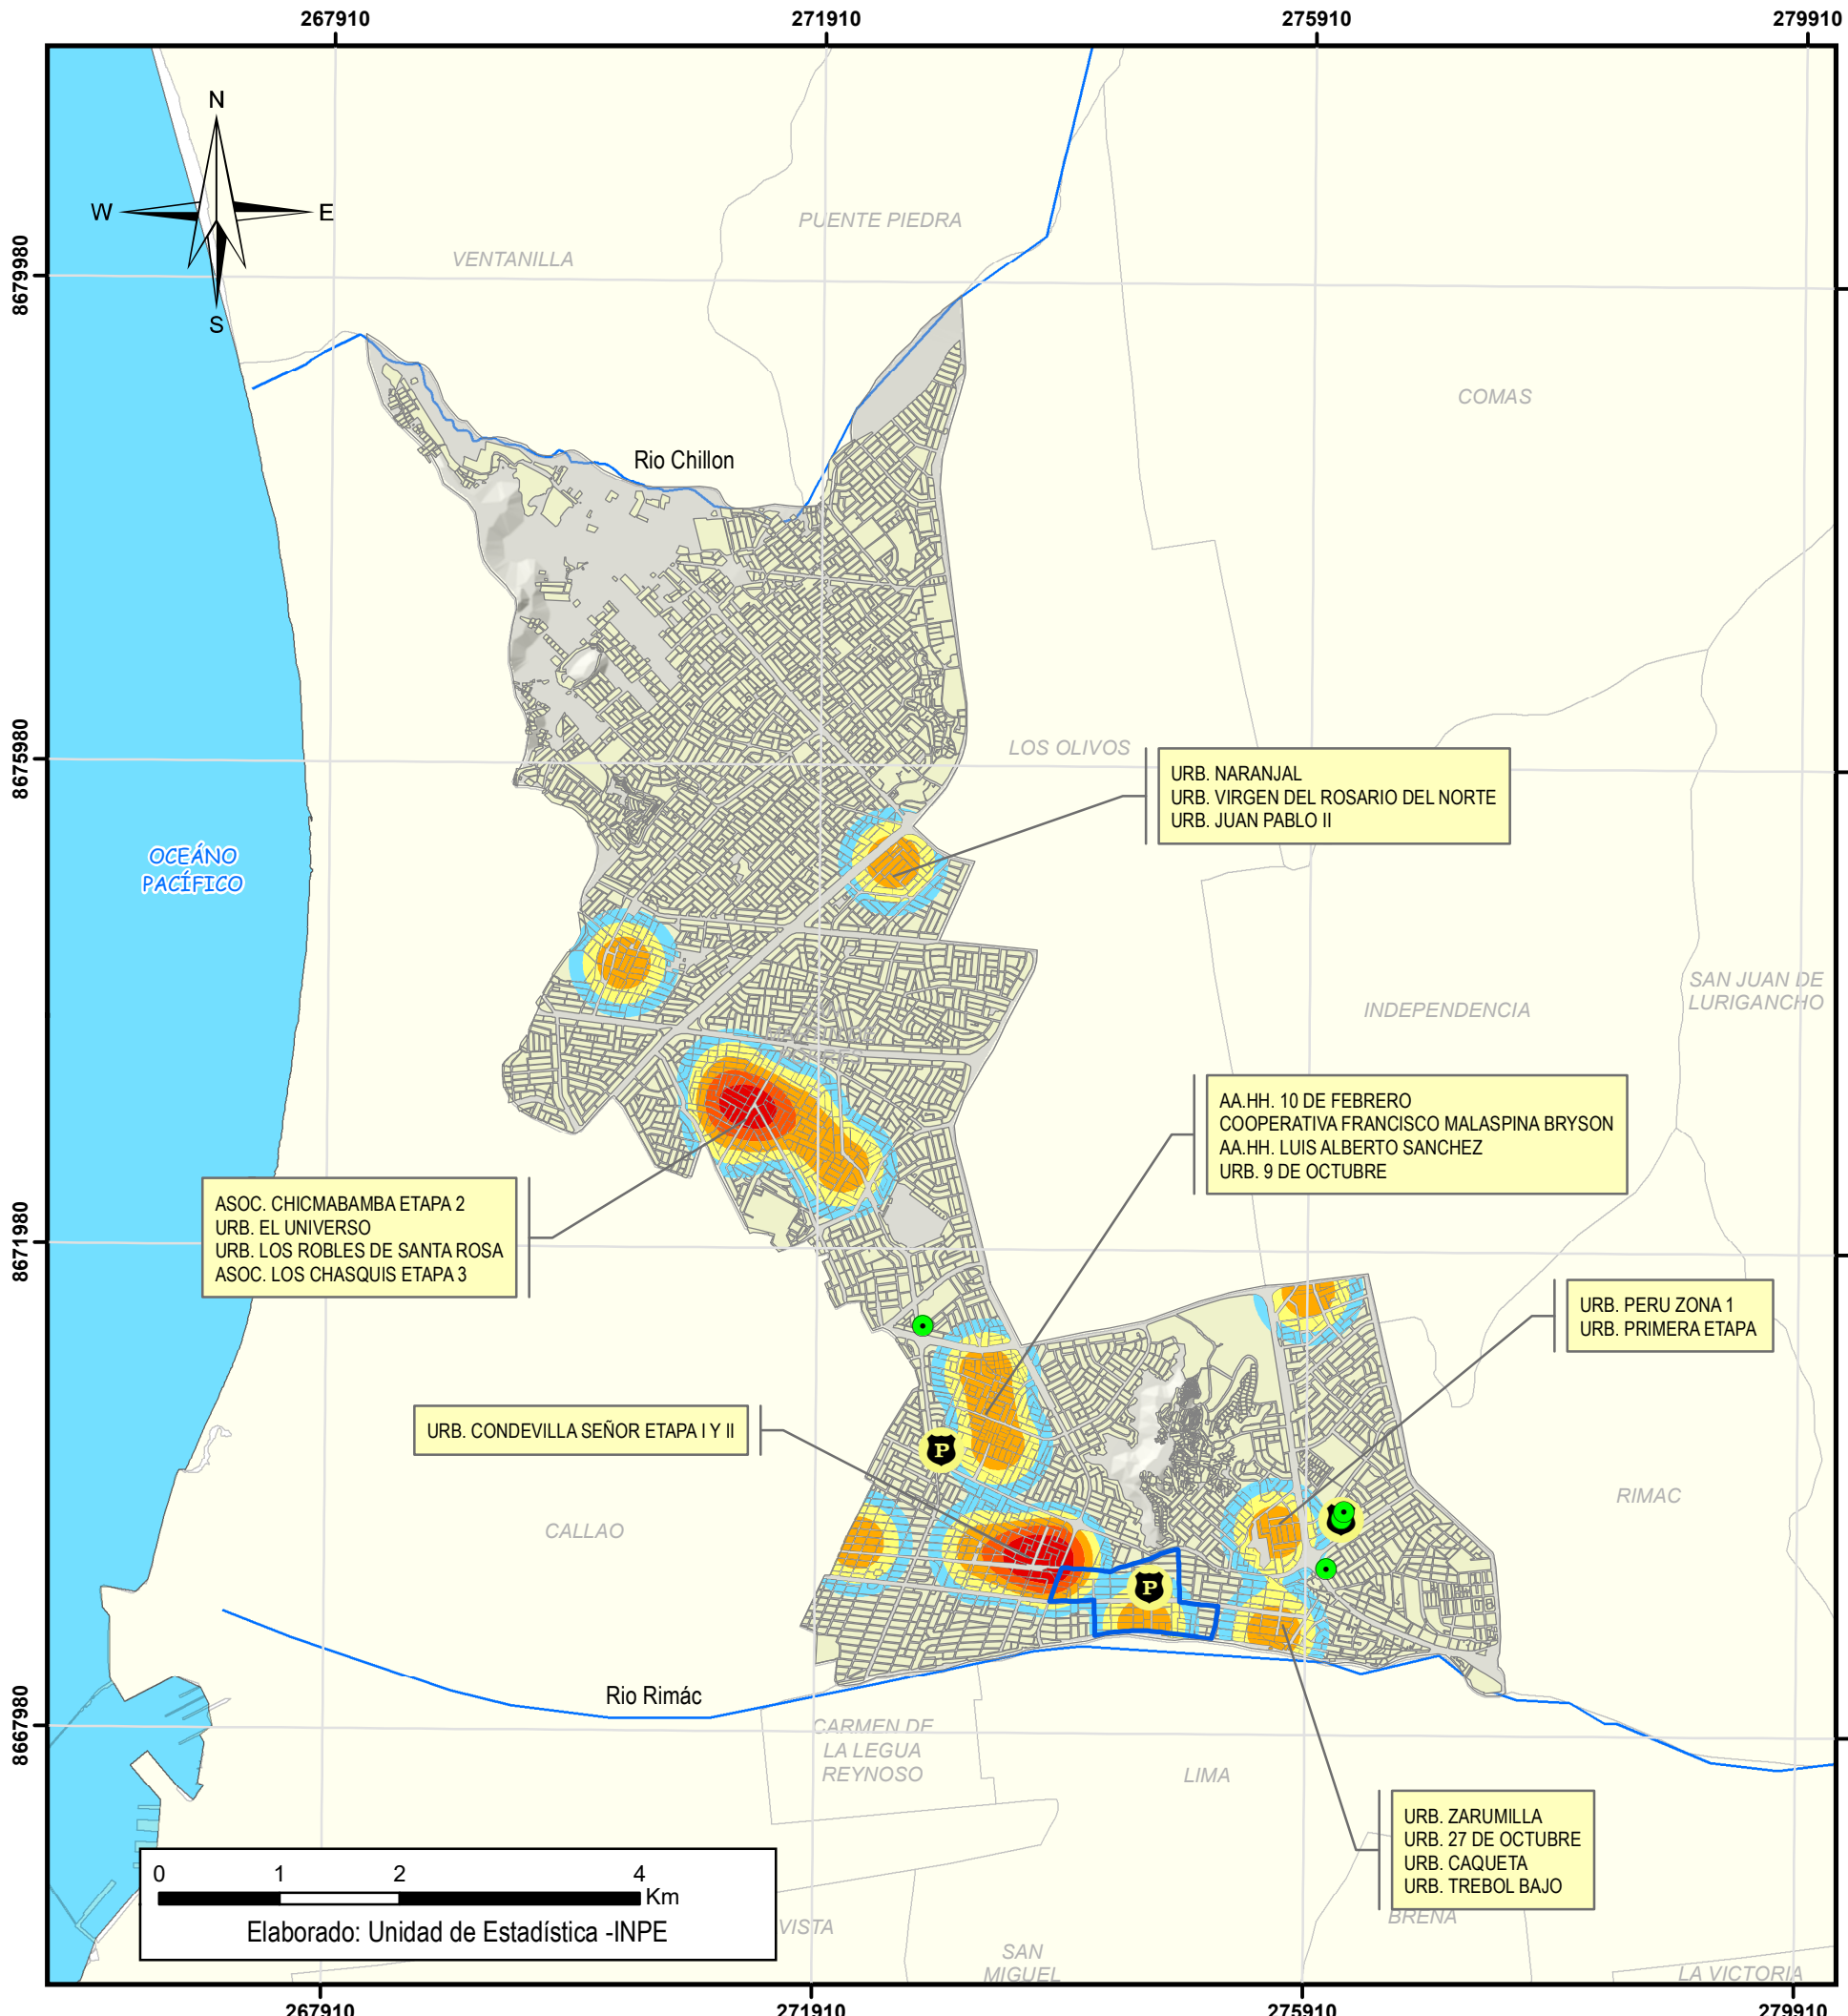 267910
271910
275910
279910
N
W
E
S
8679980
PUENTE PIEDRA
VENTANILLA
COMAS
Rio Chillon
8675980
LOS OLIVOS
URB. NARANJAL
URB. VIRGEN DEL ROSARIO DEL NORTE
URB. JUAN PABLO II
OCEÁNO
PACÍFICO
SAN JUAN DE
LURIGANCHO
INDEPENDENCIA
AA.HH. 10 DE FEBRERO
COOPERATIVA FRANCISCO MALASPINA BRYSON
AA.HH. LUIS ALBERTO SANCHEZ
URB. 9 DE OCTUBRE
8671980
ASOC. CHICMABAMBA ETAPA 2
URB. EL UNIVERSO
URB. LOS ROBLES DE SANTA ROSA
ASOC. LOS CHASQUIS ETAPA 3
URB. PERU ZONA 1
URB. PRIMERA ETAPA
URB. CONDEVILLA SEÑOR ETAPA I Y II
P
RIMAC
CALLAO
P
Rio Rimác
8667980
CARMEN DE
LA LEGUA
REYNOSO
LIMA
URB. ZARUMILLA
URB. 27 DE OCTUBRE
URB. CAQUETA
URB. TREBOL BAJO
BREÑA
0 1 2 4
Km
Elaborado: Unidad de Estadística -INPE
VISTA
SAN
MIGUEL
LA VICTORIA
267910
271910
275910
279910